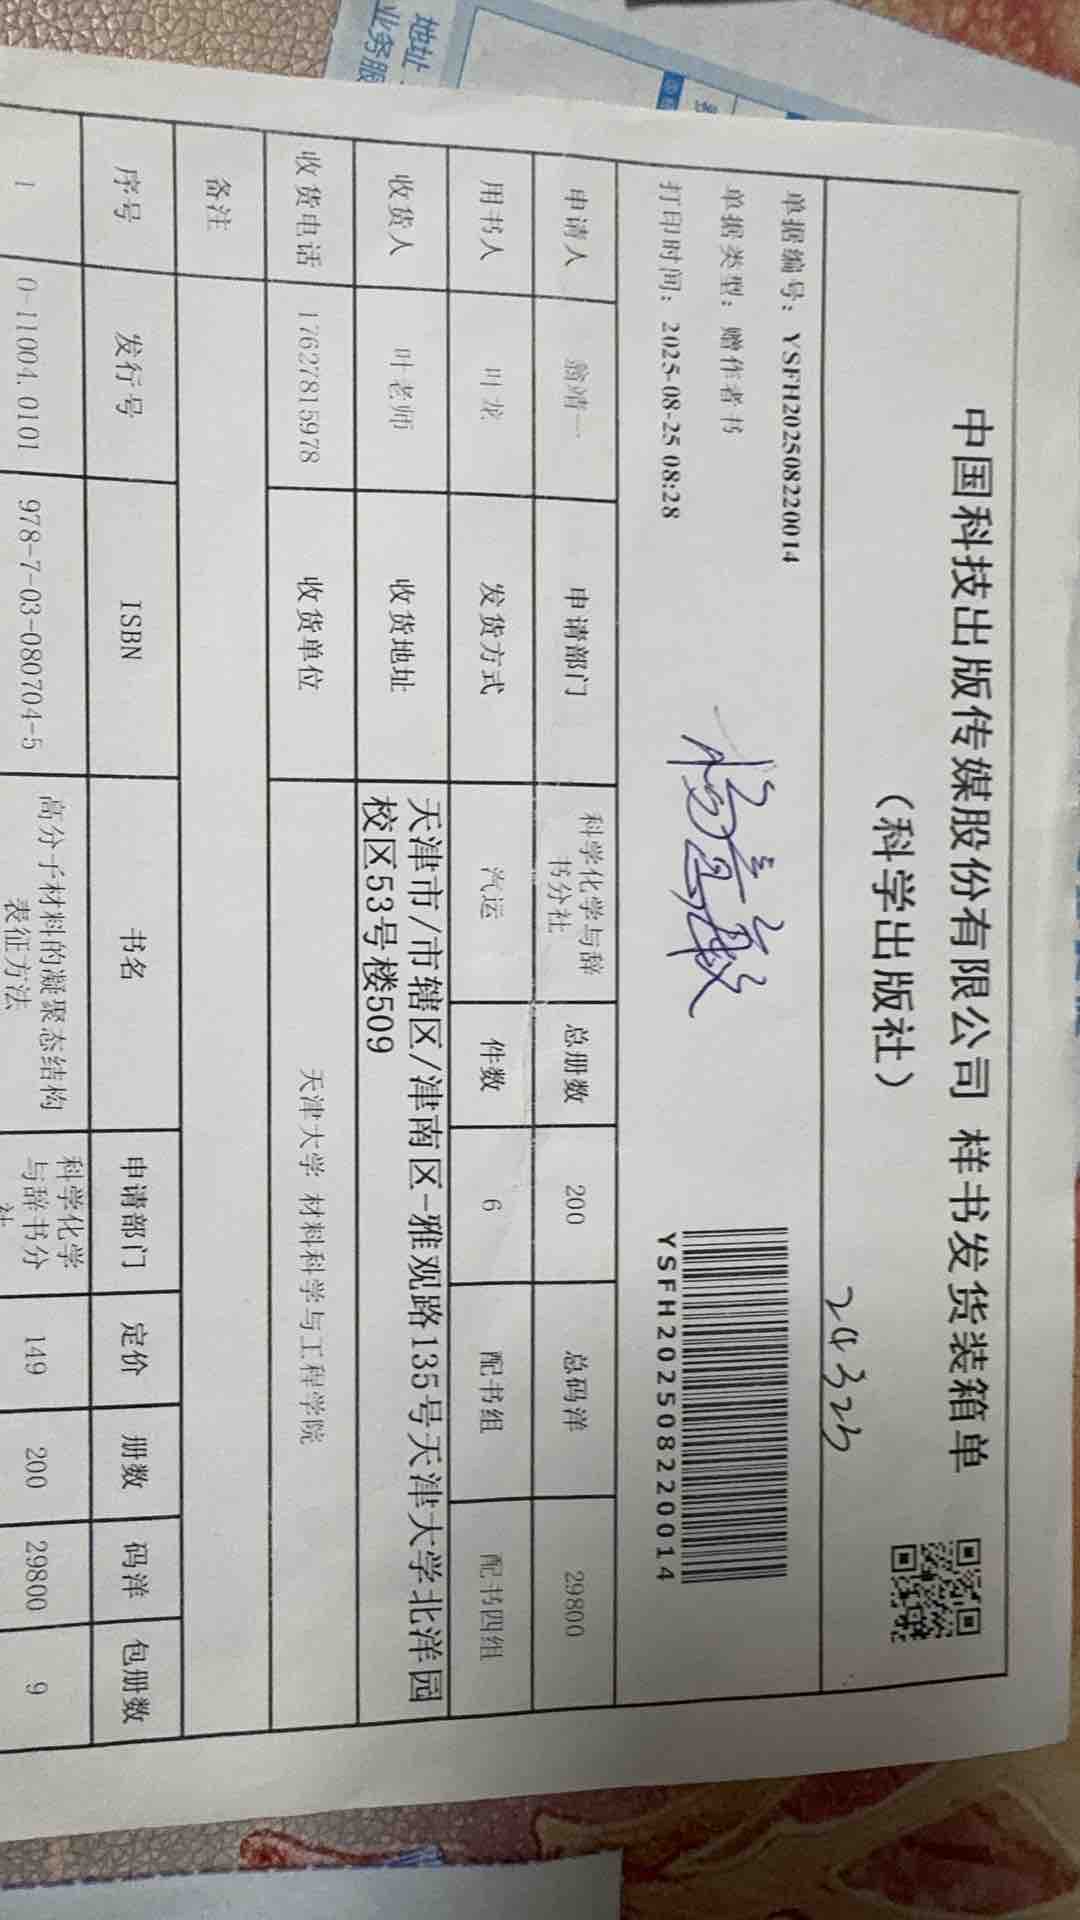 中国科技出版传媒股份有限公司 样书发货装箱单
（科学出版社）
24323
单据编号：YSFH202508220014
单据类型：赠作者书
打印时间：2025-08-25 08:28
YSFH202508220014
申请人 翁靖一 申请部门 科学化学与辞书分社 总册数 200 总码洋 29800
用书人 叶龙 发货方式 汽运 件数 6 配书组 配书四组
收货人 叶老师 收货地址 天津市/市辖区/津南区-雅观路135号天津大学北洋园
校区53号楼509
收货电话 17627815978 收货单位 天津大学 材料科学与工程学院
备注
序号 发行号 ISBN 书名 申请部门 定价 册数 码洋 包册数
1 0-11004.0101 978-7-03-080704-5 高分子材料的凝聚态结构 科学化学 149 200 29800 9
表征方法 与辞书分
社
地址
业务服